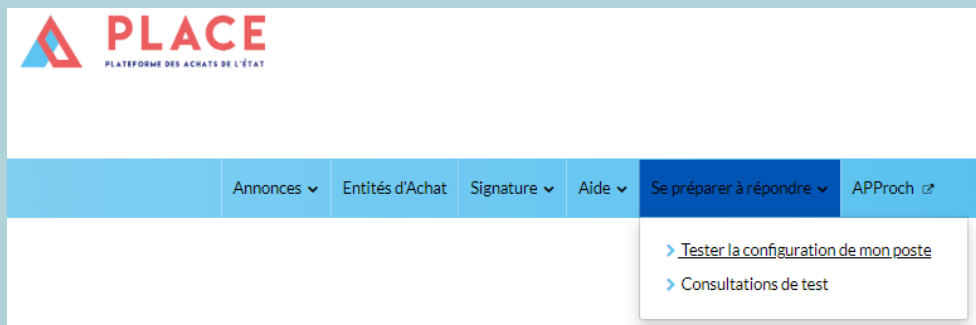 PLACE
PLATEFORME DES ACHATS DE L'ÉTAT
Annonces Entités d'Achat Signature Aide Se préparer à répondre APProch
Tester la configuration de mon poste
Consultations de test